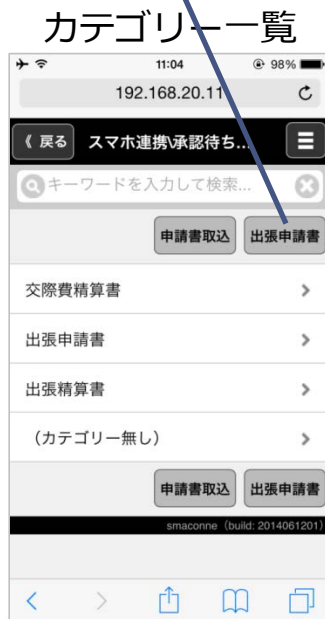 カテゴリー一覧
11:04 98%
192.168.20.11
《 戻る スマホ連携\承認待ち...
キーワードを入力して検索...
申請書取込 出張申請書
交際費精算書
出張申請書
出張精算書
（カテゴリー無し）
申請書取込 出張申請書
smaconne（build: 2014061201）